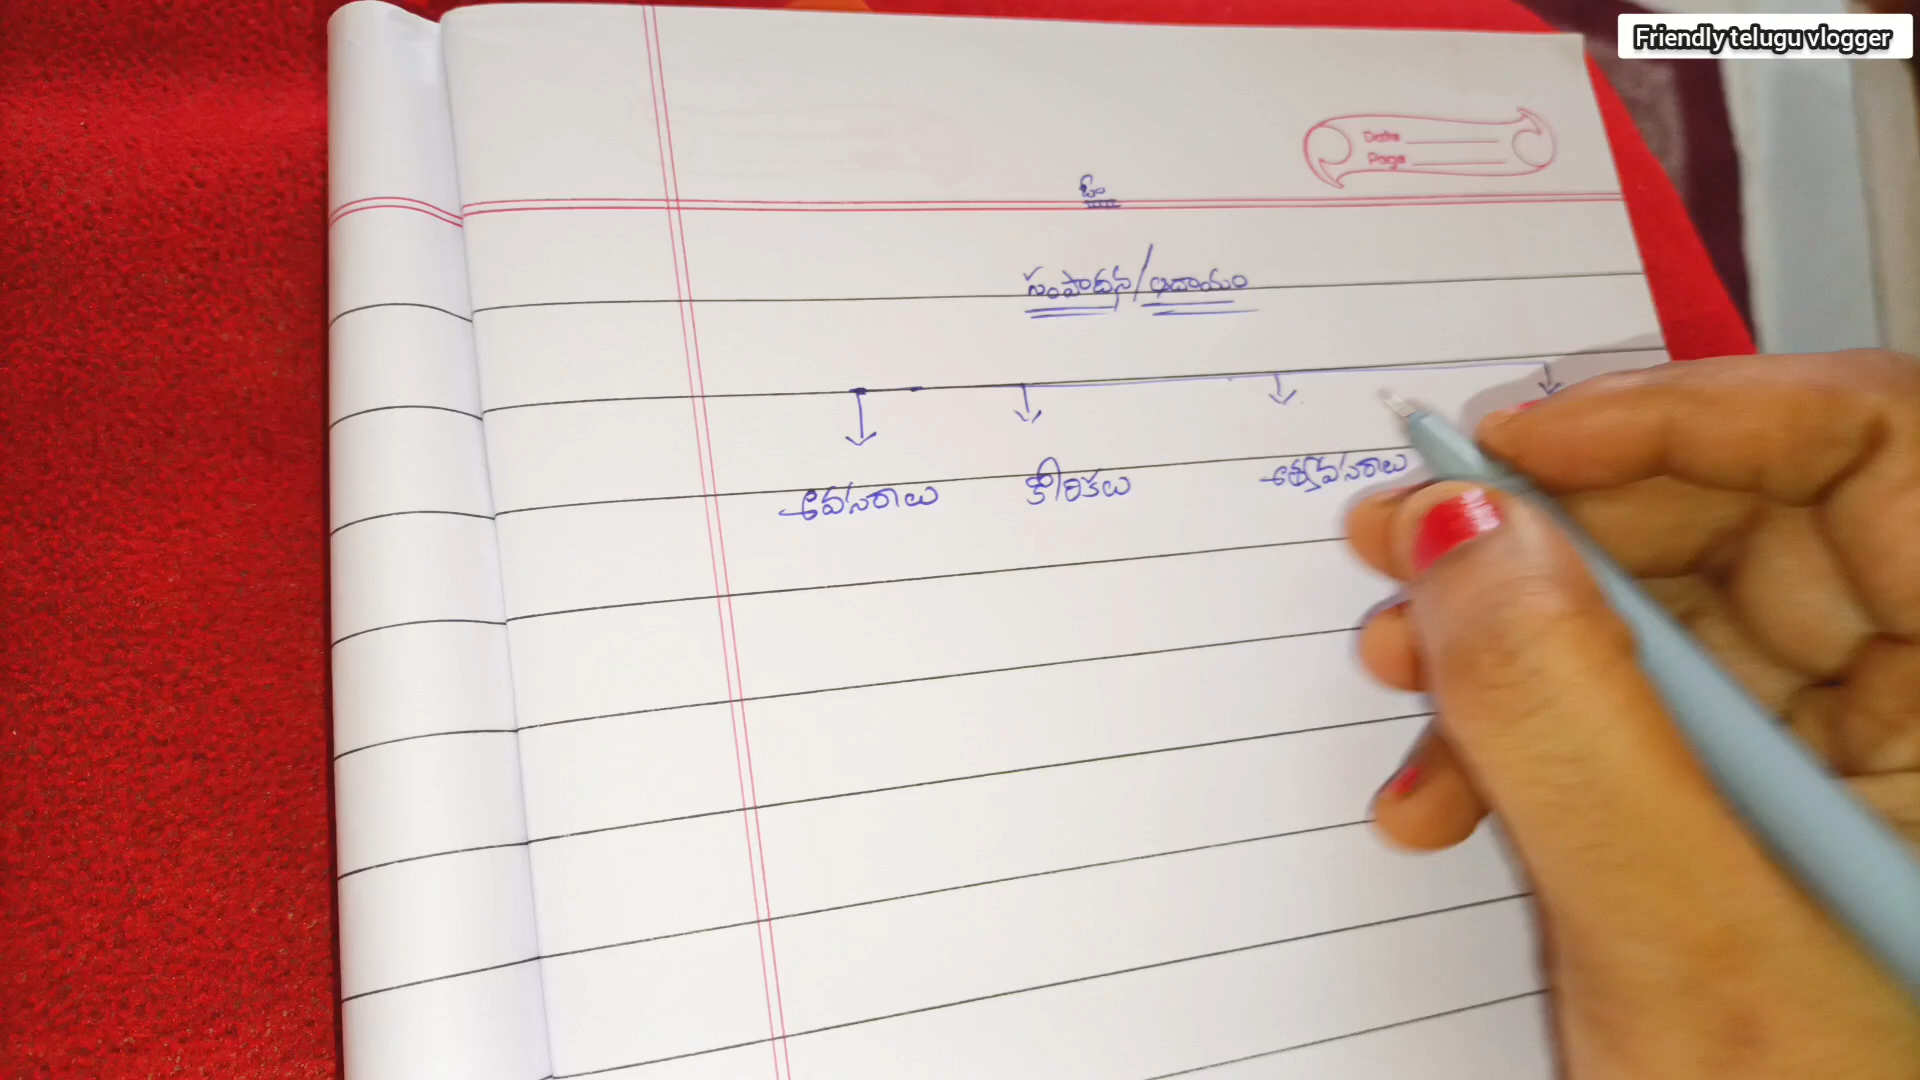 Friendly telugu vlogger
Date
Page
ఓం
సంపాదన/ఆదాయం
అవసరాలు కోరికలు అత్యవసరాలు